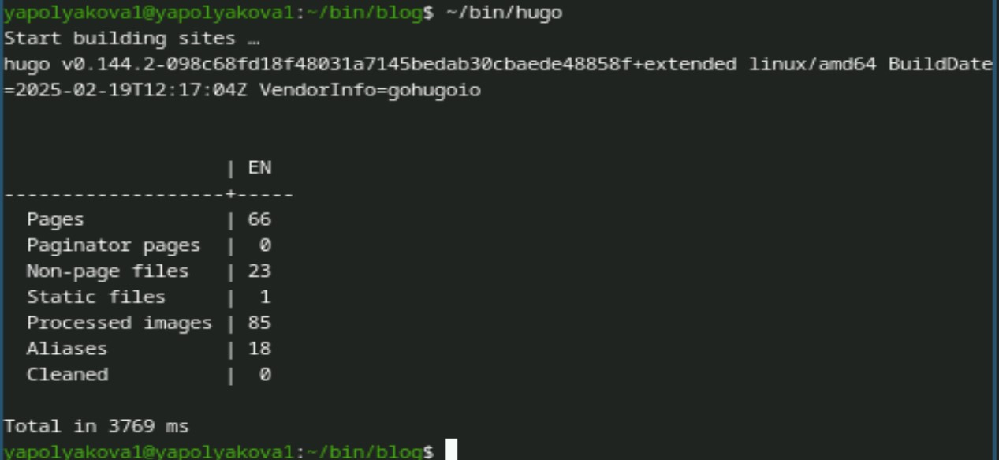 yapolyakova1@yapolyakova1:~/bin/blog$ ~/bin/hugo
Start building sites …
hugo v0.144.2-098c68fd18f48031a7145bedab30cbaede48858f+extended linux/amd64 BuildDate
=2025-02-19T12:17:04Z VendorInfo=gohugoio
                   | EN
-------------------+-----
  Pages            | 66
  Paginator pages  |  0
  Non-page files   | 23
  Static files     |  1
  Processed images | 85
  Aliases          | 18
  Cleaned          |  0
Total in 3769 ms
yapolyakova1@yapolyakova1:~/bin/blog$